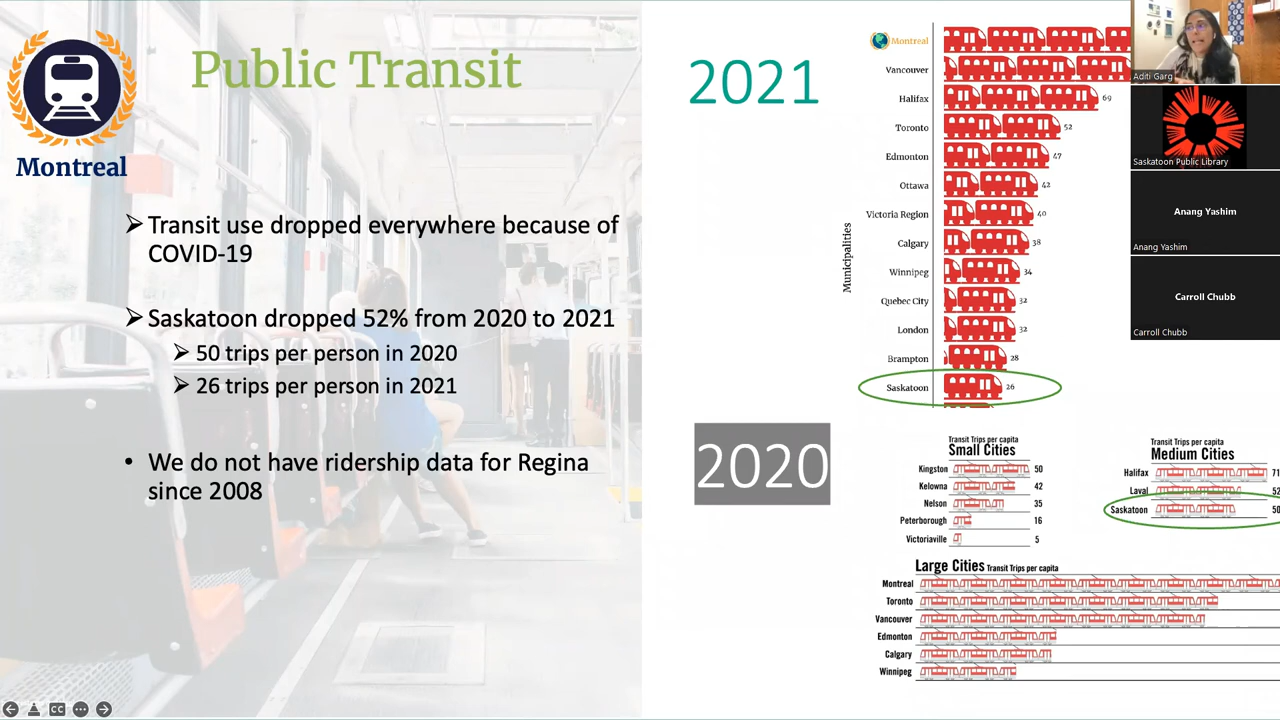 Montreal
Public Transit
Transit use dropped everywhere because of
COVID-19
Saskatoon dropped 52% from 2020 to 2021
50 trips per person in 2020
26 trips per person in 2021
We do not have ridership data for Regina
since 2008
2021
Municipalities
Montreal
Vancouver
Halifax 69
Toronto 52
Edmonton 47
Ottawa 42
Victoria Region 40
Calgary 38
Winnipeg 34
Quebec City 32
London 32
Brampton 28
Saskatoon 26
2020
Transit Trips per capita
Small Cities
Kingston 50
Kelowna 42
Nelson 35
Peterborough 16
Victoriaville 5
Transit Trips per capita
Medium Cities
Halifax 71
Laval 52
Saskatoon 50
Large Cities Transit Trips per capita
Montreal
Toronto
Vancouver
Edmonton
Calgary
Winnipeg
Aditi Garg
Saskatoon Public Library
Anang Yashim
Anang Yashim
Carroll Chubb
Carroll Chubb
CC